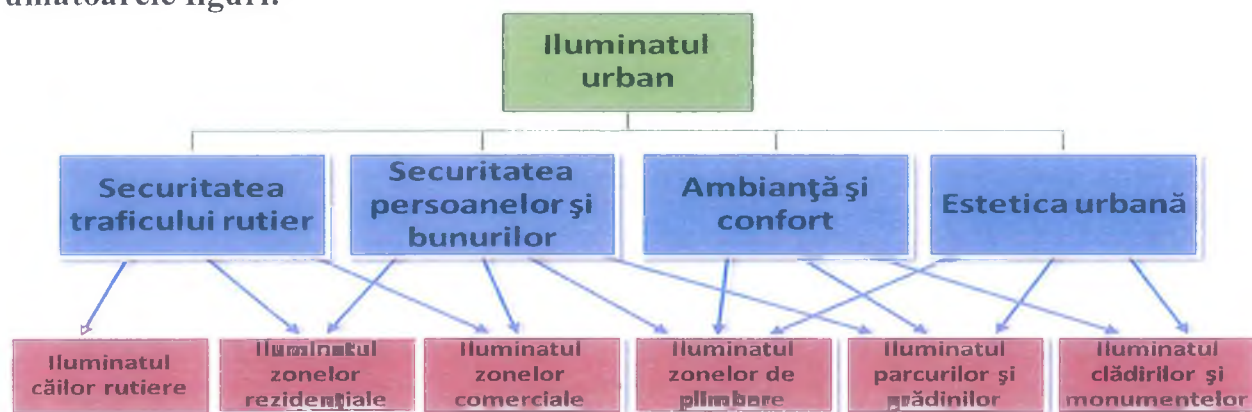 următoarele figuri.
Iluminatul
urban
Securitatea
traficului rutier
Securitatea
persoanelor şi
bunurilor
Ambianţă şi
confort
Estetica urbană
Iluminatul
căilor rutiere
Iluminatul
zonelor
rezidenţiale
Iluminatul
zonelor
comerciale
Iluminatul
zonelor de
plimbare
Iluminatul
parcurilor şi
grădinilor
Iluminatul
clădirilor şi
monumentelor